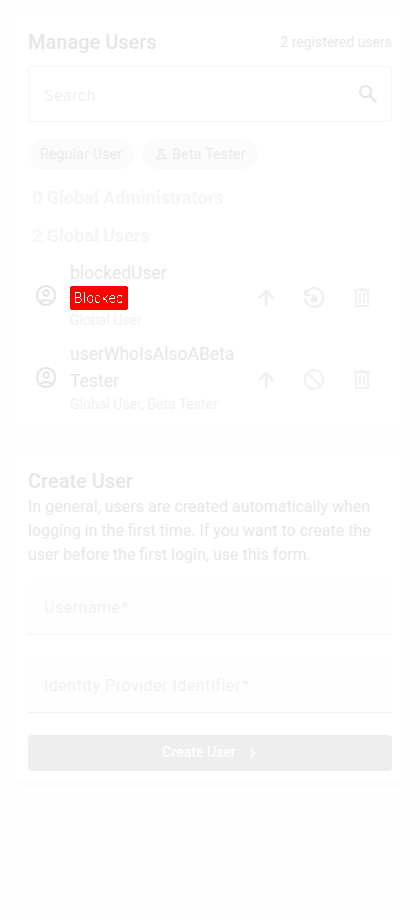 Manage Users
2 registered users
Search
Regular User
Beta Tester
0 Global Administrators
2 Global Users
blockedUser
Blocked
Global User
userWhoIsAlsoABeta
Tester
Global User, Beta Tester
Create User
In general, users are created automatically when
logging in the first time. If you want to create the
user before the first login, use this form.
Username*
Identity Provider Identifier*
Create User